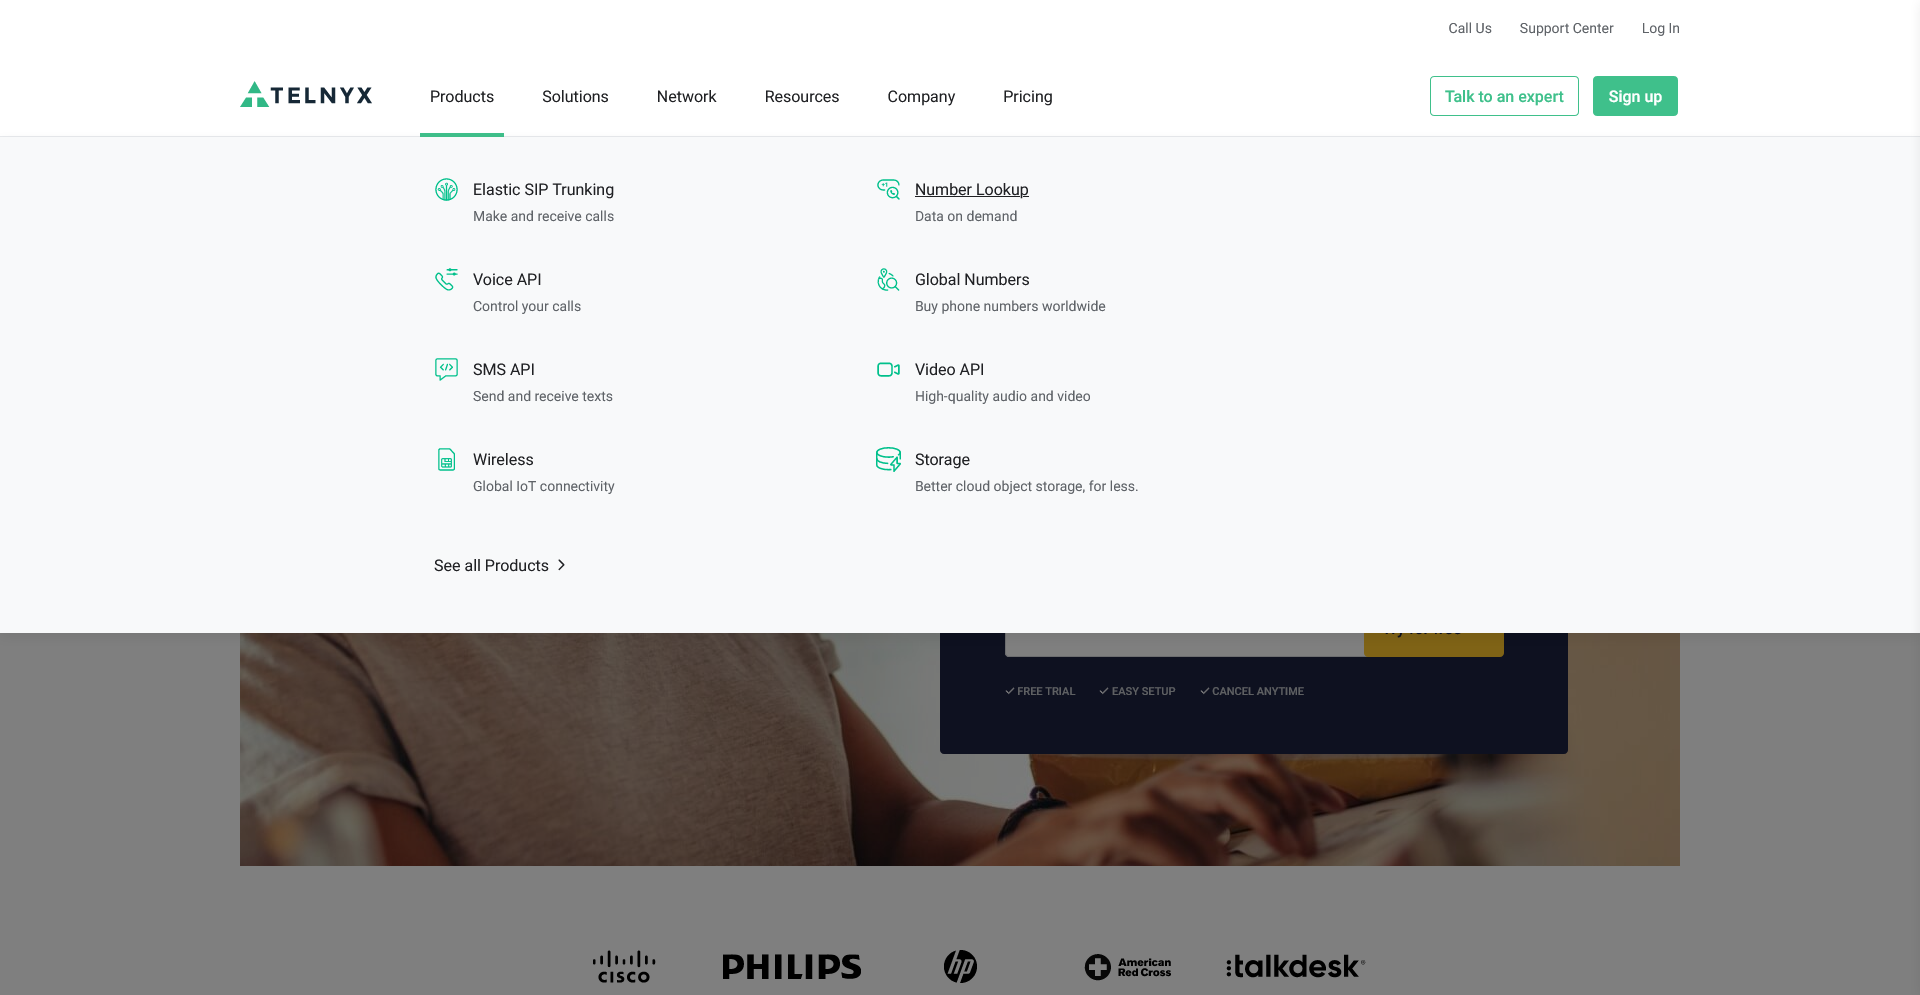 Call Us Support Center Log In
TELNYX Products Solutions Network Resources Company Pricing Talk to an expert Sign up
Elastic SIP Trunking
Make and receive calls
Number Lookup
Data on demand
Voice API
Control your calls
Global Numbers
Buy phone numbers worldwide
SMS API
Send and receive texts
Video API
High-quality audio and video
Wireless
Global IoT connectivity
Storage
Better cloud object storage, for less.
See all Products
FREE TRIAL EASY SETUP CANCEL ANYTIME
CISCO PHILIPS hp American Red Cross :talkdesk®